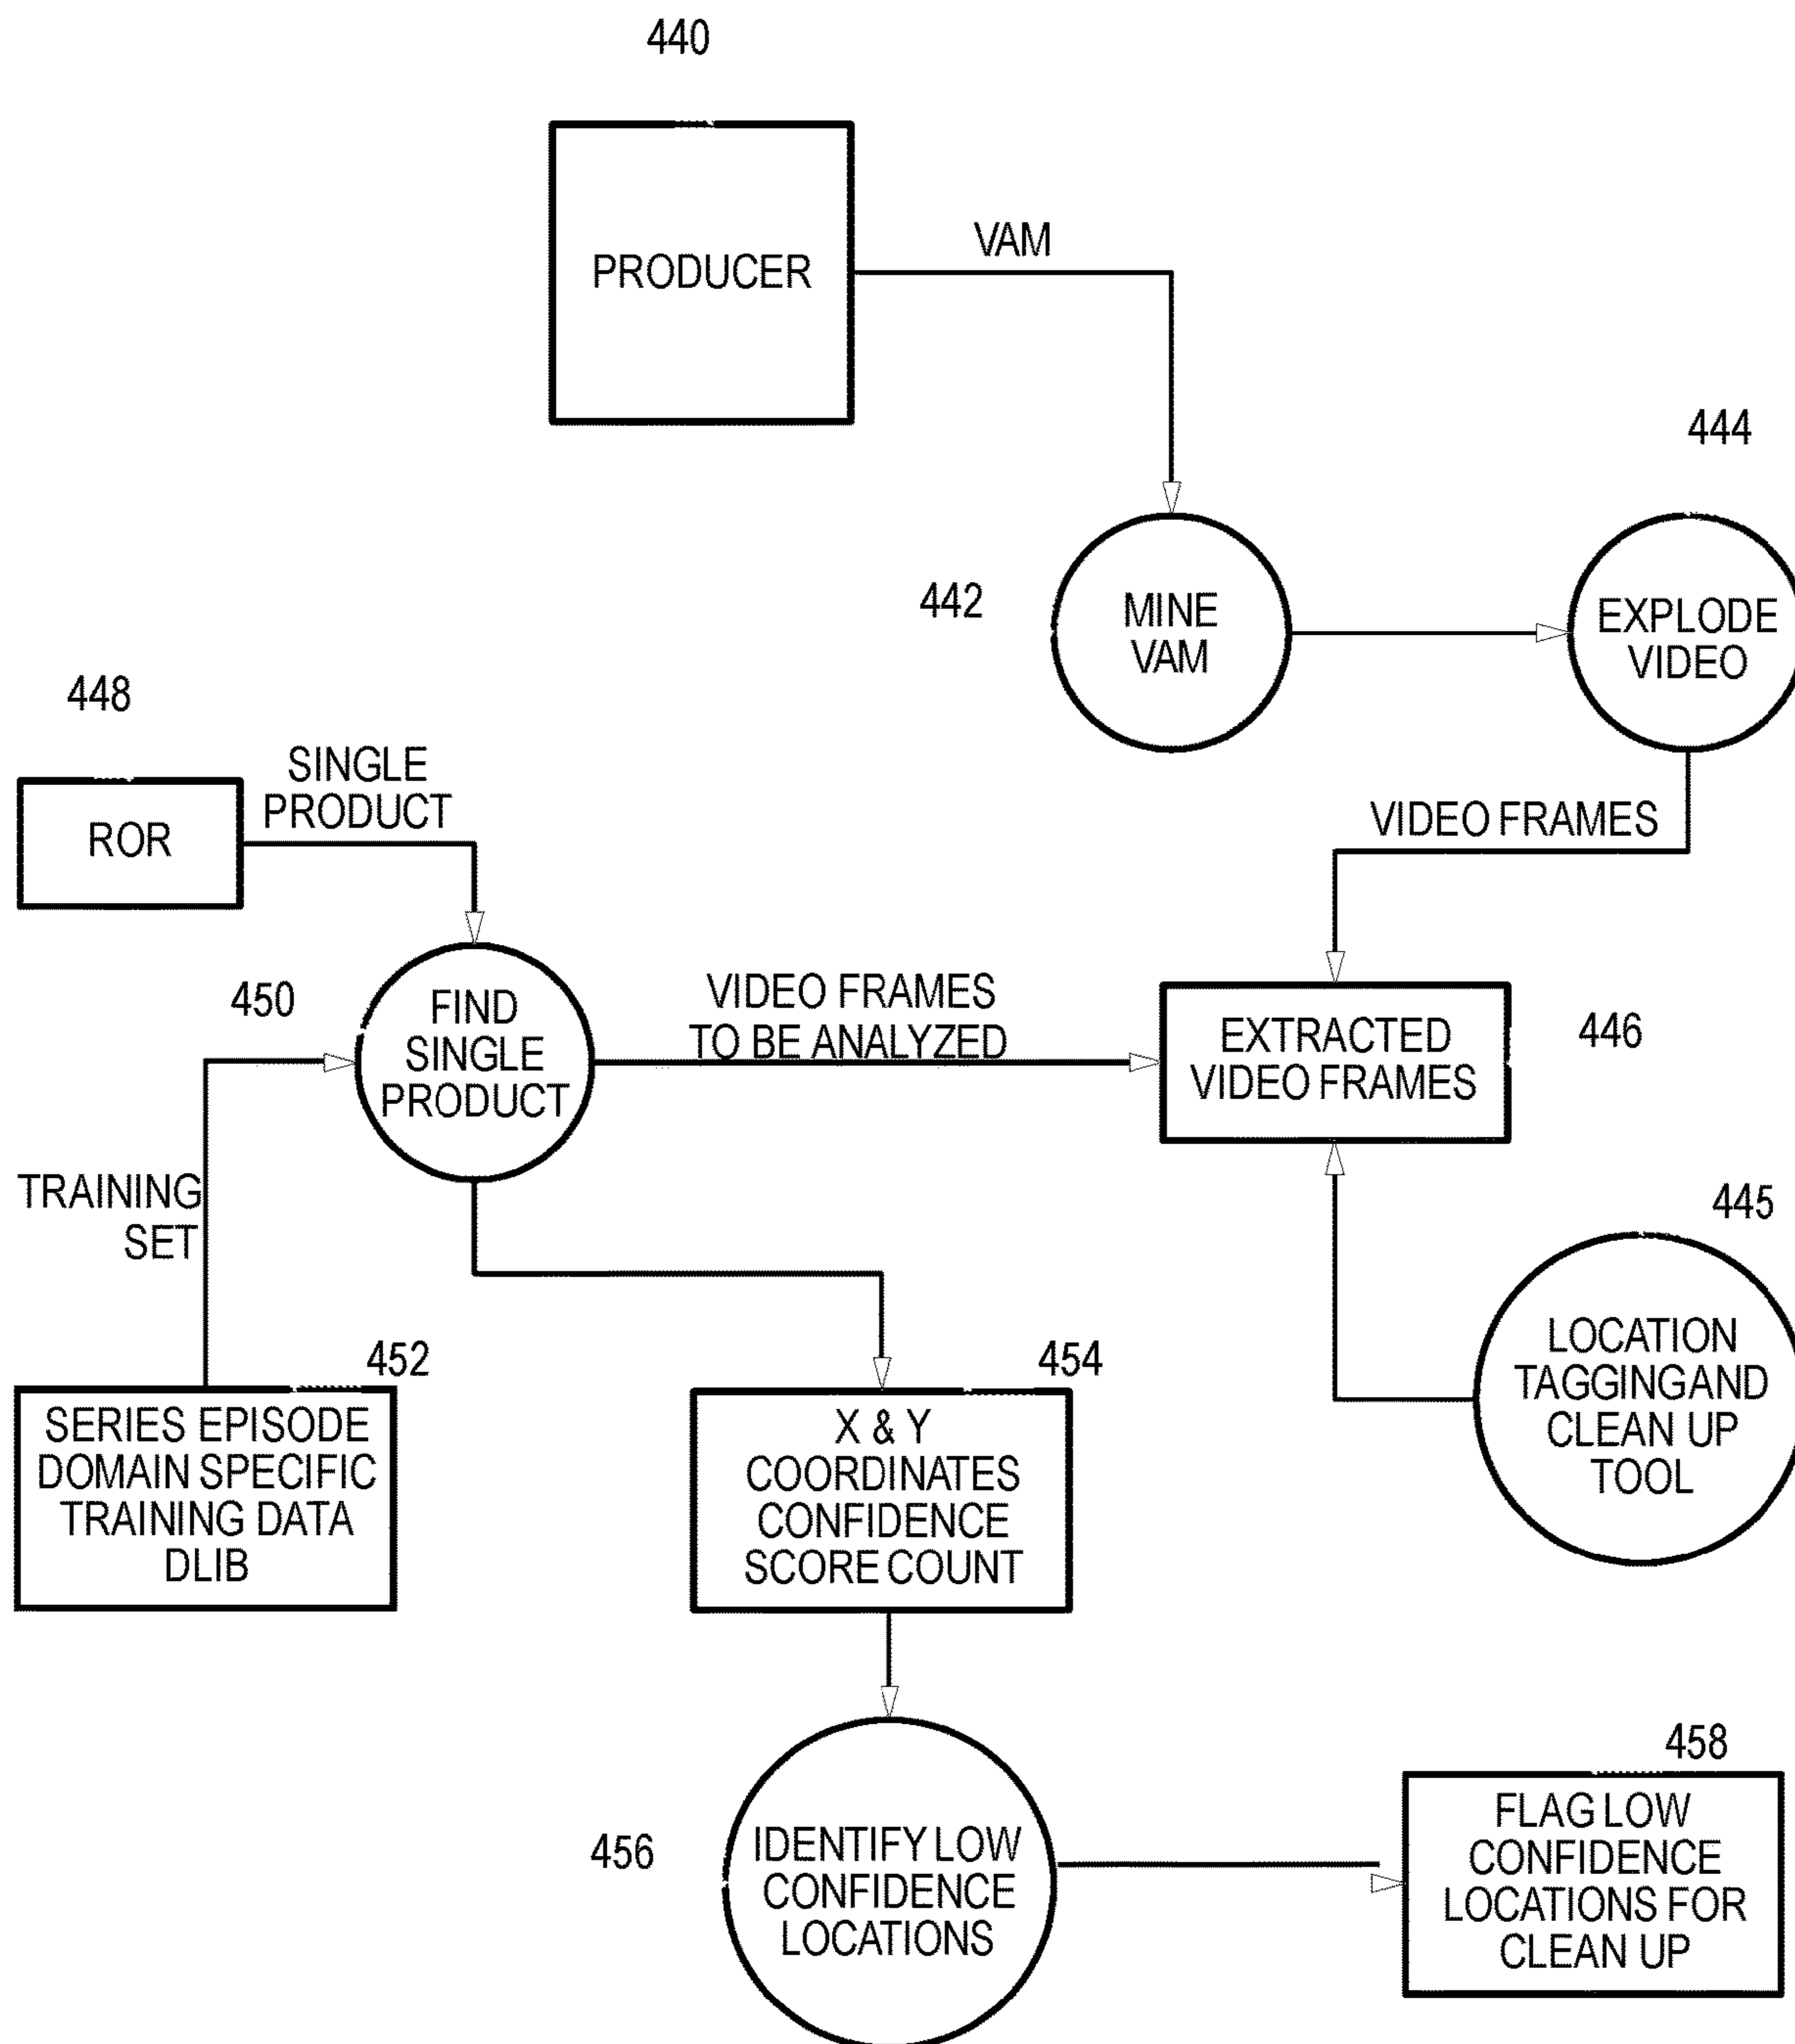 440
PRODUCER
VAM
444
442
MINE
VAM
EXPLODE
VIDEO
448
SINGLE
PRODUCT
ROR
VIDEO FRAMES
450
FIND
SINGLE
PRODUCT
VIDEO FRAMES
TO BE ANALYZED
EXTRACTED
VIDEO FRAMES
446
TRAINING
SET
445
LOCATION
TAGGINGAND
CLEAN UP
TOOL
452
SERIES EPISODE
DOMAIN SPECIFIC
TRAINING DATA
DLIB
454
X & Y
COORDINATES
CONFIDENCE
SCORE COUNT
456
IDENTIFY LOW
CONFIDENCE
LOCATIONS
458
FLAG LOW
CONFIDENCE
LOCATIONS FOR
CLEAN UP